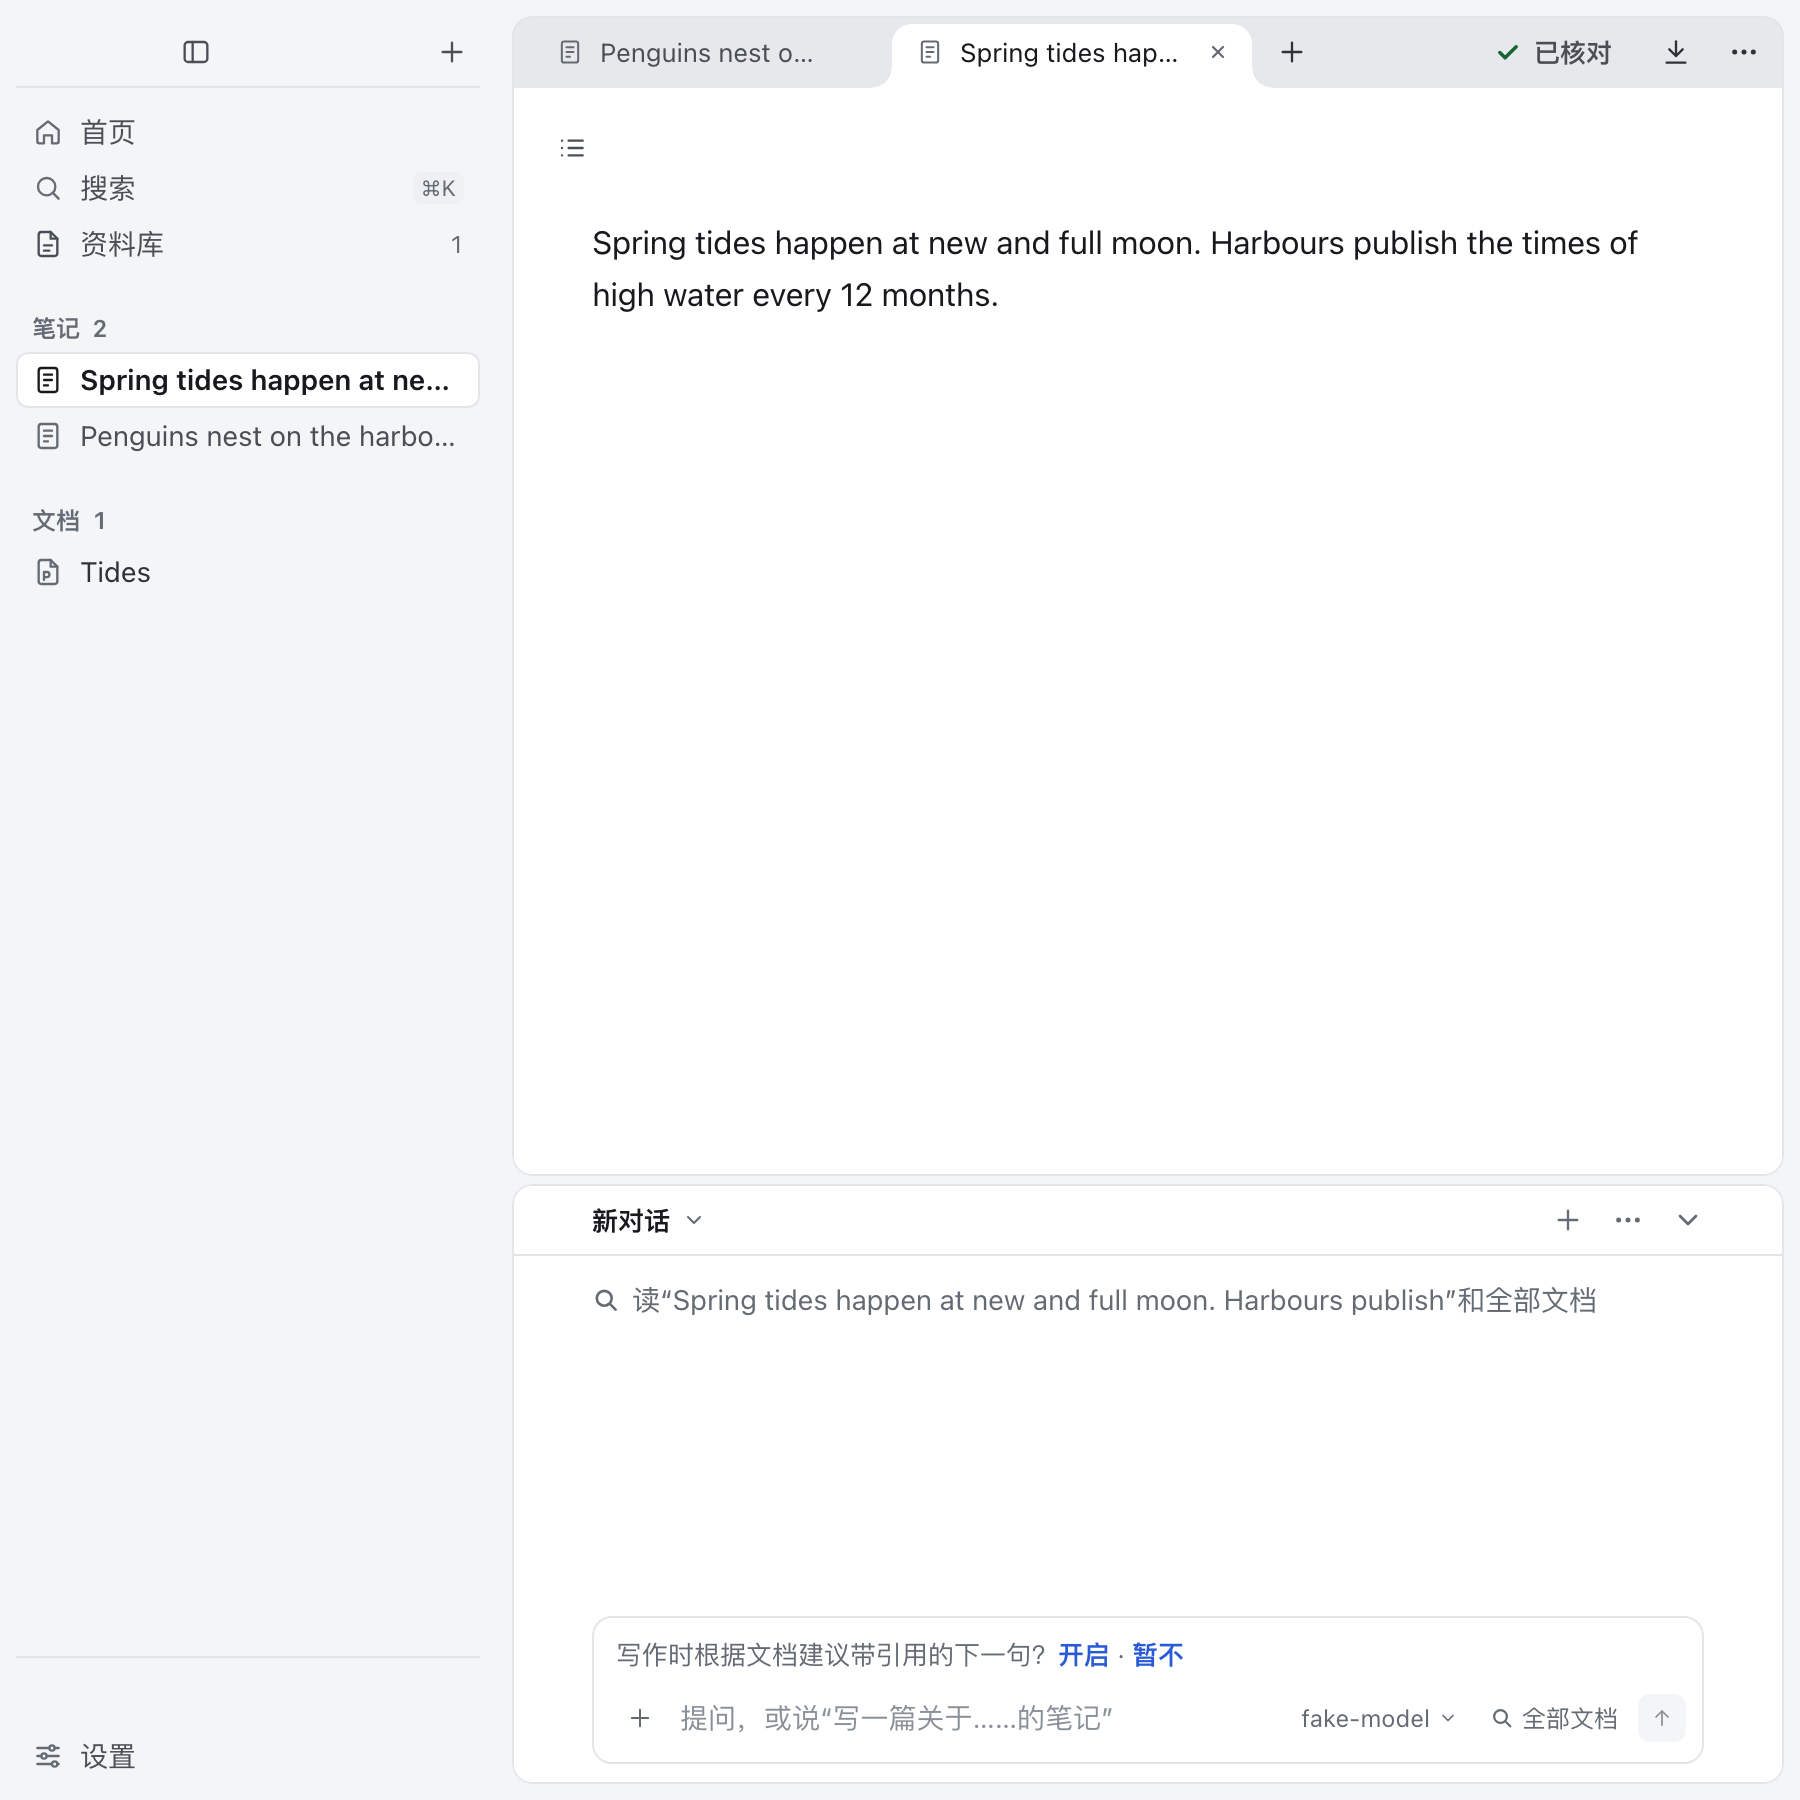 首页
搜索 ⌘K
资料库 1
笔记 2
Spring tides happen at ne...
Penguins nest on the harbo...
文档 1
Tides
设置
Penguins nest o...
Spring tides hap...
已核对
Spring tides happen at new and full moon. Harbours publish the times of
high water every 12 months.
新对话
读“Spring tides happen at new and full moon. Harbours publish”和全部文档
写作时根据文档建议带引用的下一句？ 开启 · 暂不
提问，或说“写一篇关于……的笔记”
fake-model
全部文档